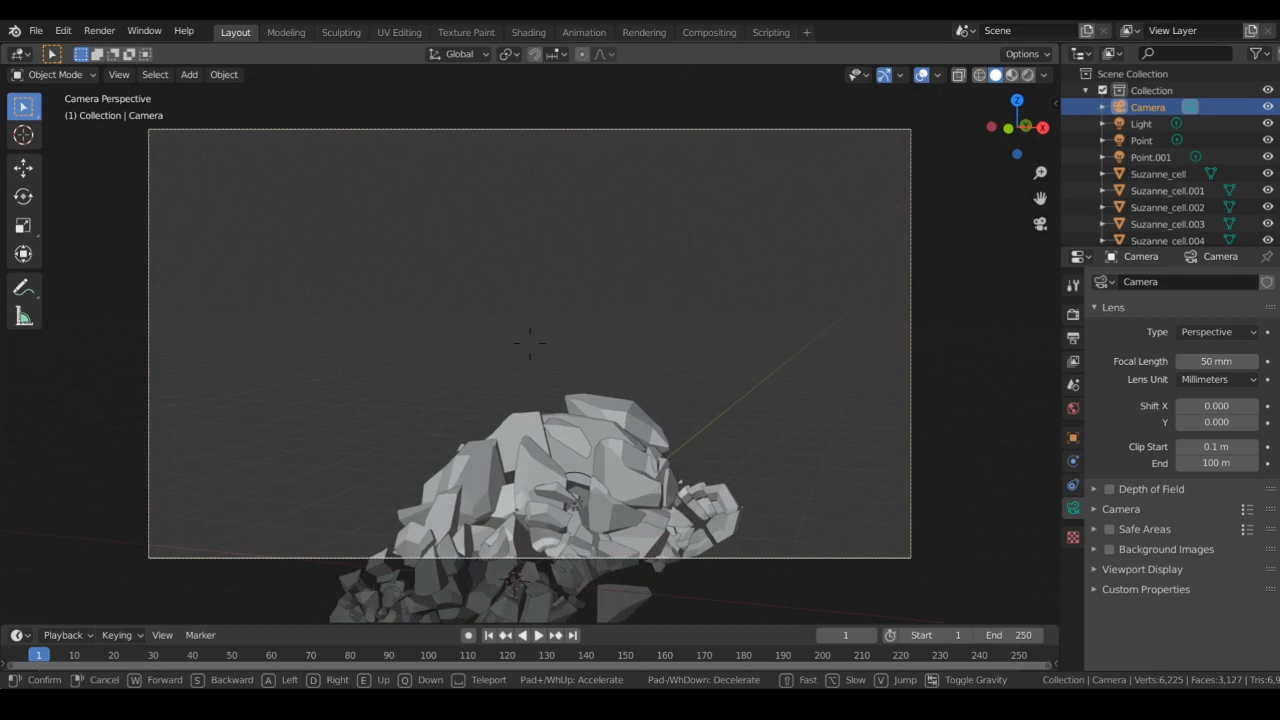 File Edit Render Window Help Layout Modeling Sculpting UV Editing Texture Paint Shading Animation Rendering Compositing Scripting + Scene View Layer
Global Options
Object Mode View Select Add Object
Camera Perspective
(1) Collection | Camera
Scene Collection
Collection
Camera
Light
Point
Point.001
Suzanne_cell
Suzanne_cell.001
Suzanne_cell.002
Suzanne_cell.003
Suzanne_cell.004
Z
Y
X
Camera Camera
Camera
Lens
Type Perspective
Focal Length 50 mm
Lens Unit Millimeters
Shift X 0.000
Y 0.000
Clip Start 0.1 m
End 100 m
Depth of Field
Camera
Safe Areas
Background Images
Viewport Display
Custom Properties
Playback Keying View Marker 1 Start 1 End 250
1 10 20 30 40 50 60 70 80 90 100 110 120 130 140 150 160 170 180 190 200 210 220 230 240 250
Confirm Cancel W Forward S Backward A Left D Right E Up Q Down Teleport Pad+/WhUp: Accelerate Pad-/WhDown: Decelerate Fast Slow V Jump Toggle Gravity Collection | Camera | Verts:6,225 | Faces:3,127 | Tris:6,9